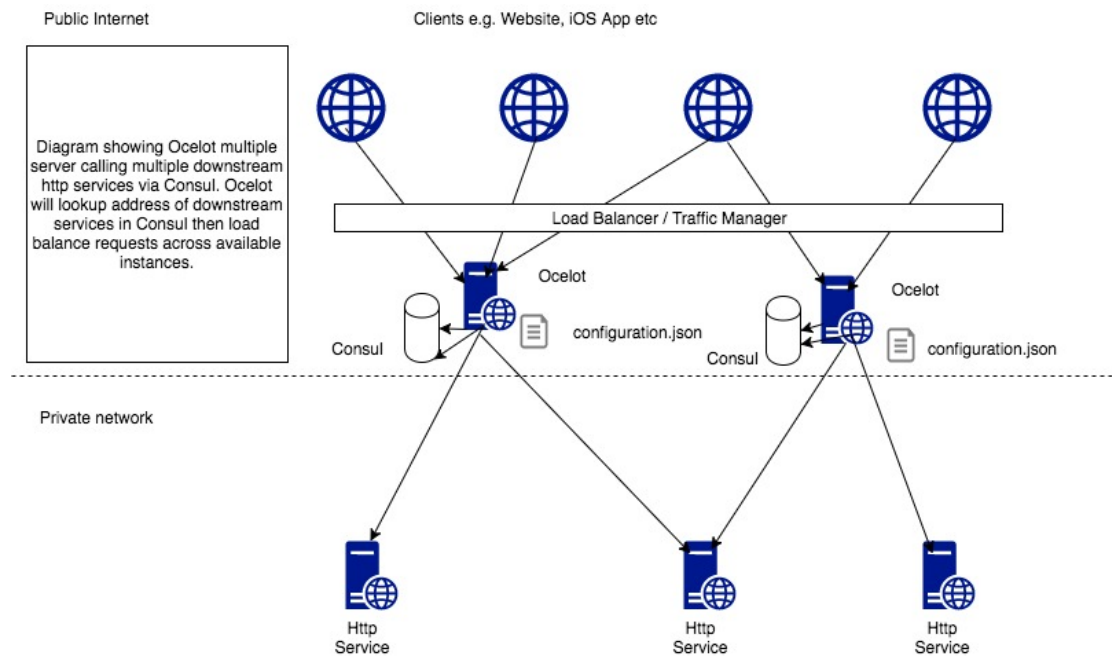 Public Internet
Clients e.g. Website, iOS App etc
Diagram showing Ocelot multiple
server calling multiple downstream
http services via Consul. Ocelot
will lookup address of downstream
services in Consul then load
balance requests across available
instances.
Load Balancer / Traffic Manager
Ocelot
Consul
configuration.json
Ocelot
Consul
configuration.json
Private network
Http
Service
Http
Service
Http
Service